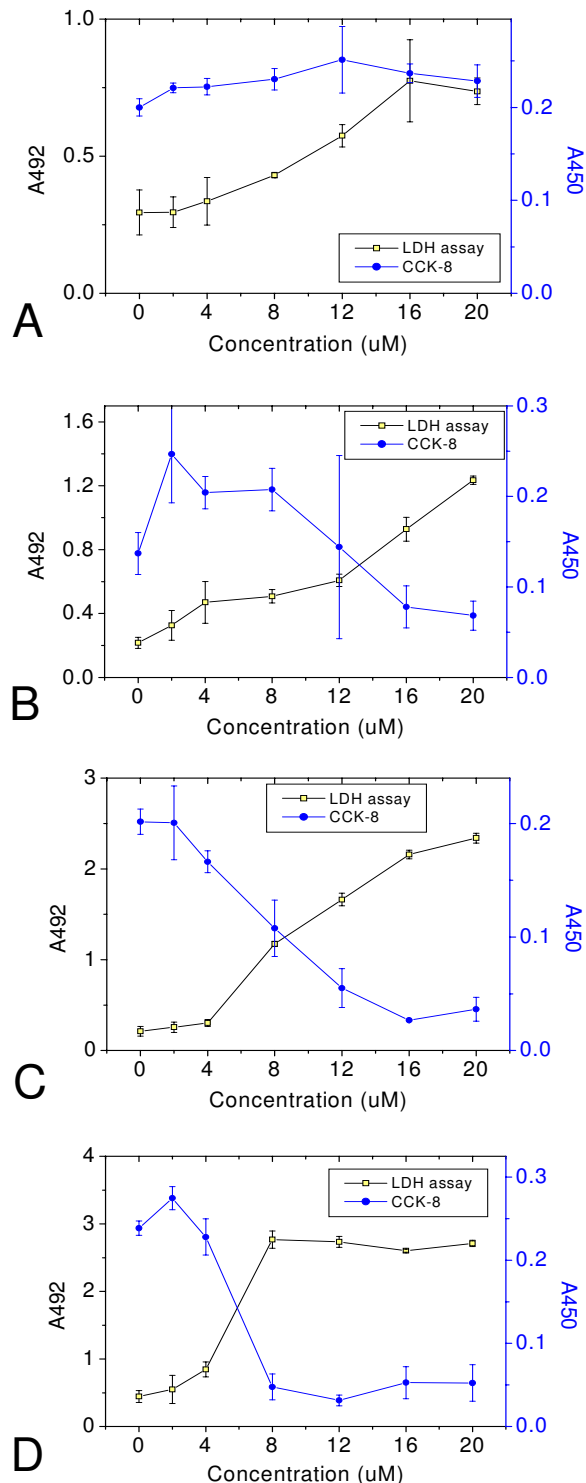 1.0
0.5
0.0
A492
0.2
0.1
0.0
A450
LDH assay
CCK-8
0 4 8 12 16 20
Concentration (uM)
A
1.6
1.2
0.8
0.4
0.0
A492
0.3
0.2
0.1
0.0
A450
LDH assay
CCK-8
0 4 8 12 16 20
Concentration (uM)
B
3
2
1
0
A492
0.2
0.1
0.0
A450
LDH assay
CCK-8
0 4 8 12 16 20
Concentration (uM)
C
4
3
2
1
0
A492
0.3
0.2
0.1
0.0
A450
LDH assay
CCK-8
0 4 8 12 16 20
Concentration (uM)
D